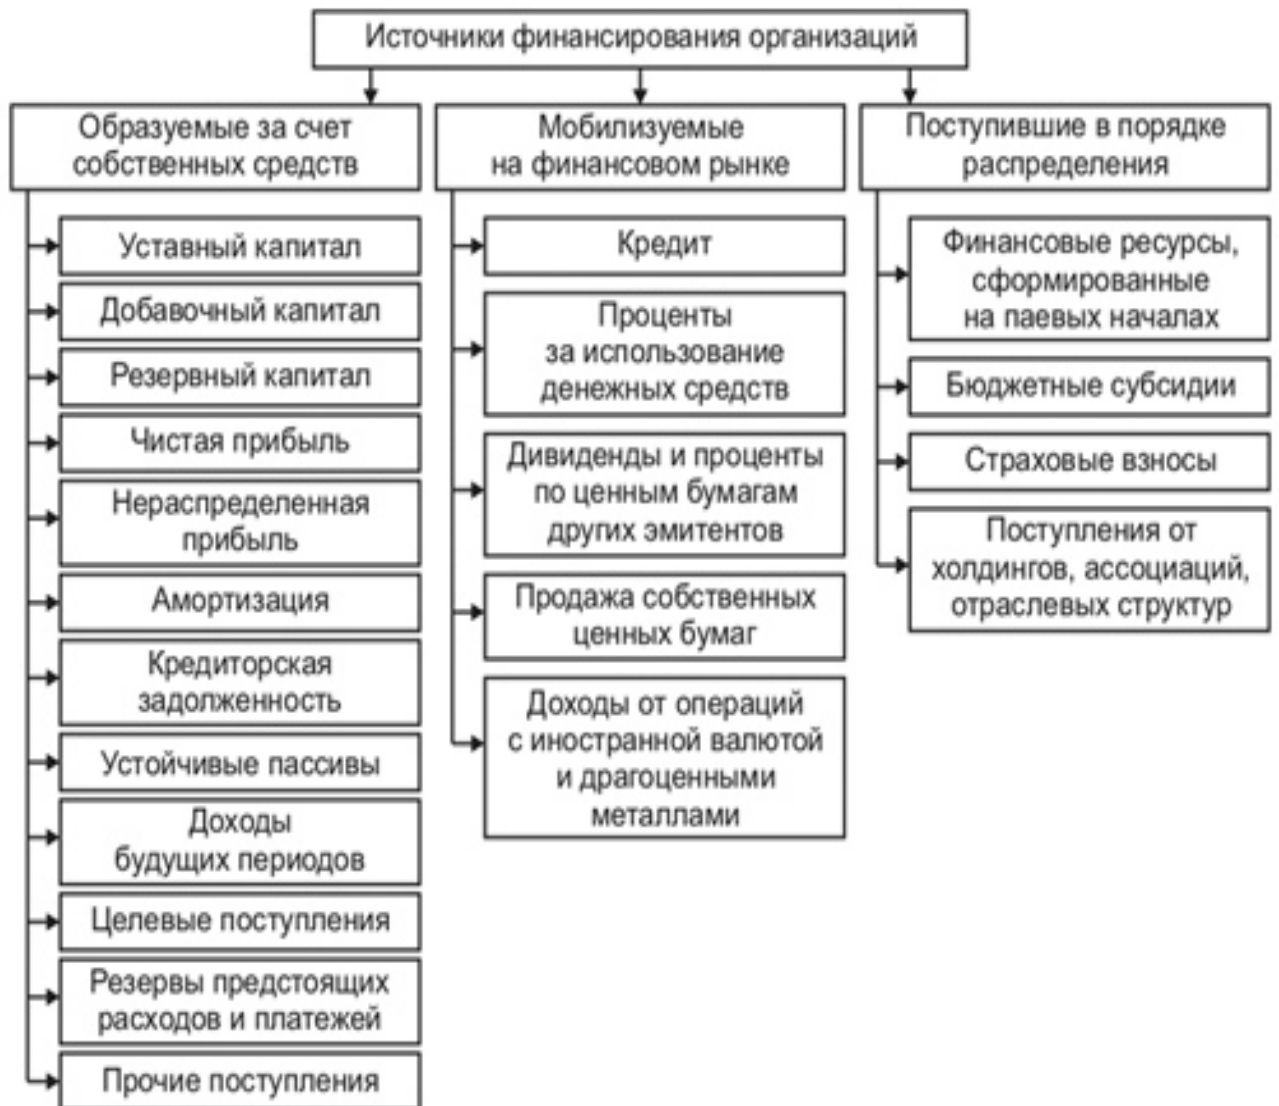 Источники финансирования организаций
Образуемые за счет
собственных средств
Уставный капитал
Добавочный капитал
Резервный капитал
Чистая прибыль
Нераспределенная
прибыль
Амортизация
Кредиторская
задолженность
Устойчивые пассивы
Доходы
будущих периодов
Целевые поступления
Резервы предстоящих
расходов и платежей
Прочие поступления
Мобилизуемые
на финансовом рынке
Кредит
Проценты
за использование
денежных средств
Дивиденды и проценты
по ценным бумагам
других эмитентов
Продажа собственных
ценных бумаг
Доходы от операций
с иностранной валютой
и драгоценными
металлами
Поступившие в порядке
распределения
Финансовые ресурсы,
сформированные
на паевых началах
Бюджетные субсидии
Страховые взносы
Поступления от
холдингов, ассоциаций,
отраслевых структур